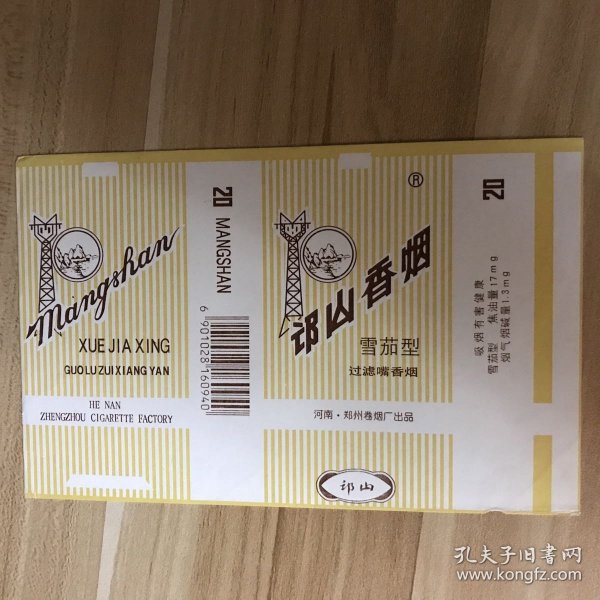 Mangshan
XUE JIA XING
GUOLUZUIXIANG YAN
HE NAN
ZHENGZHOU CIGARETTE FACTORY
20 MANGSHAN
6 901028 160940
®
邙山香烟
雪茄型
过滤嘴香烟
河南·郑州卷烟厂出品
邙山
20
吸烟有害健康
雪茄型 焦油量17mg
烟气烟碱量1.3mg
孔夫子旧书网
www.kongfz.com